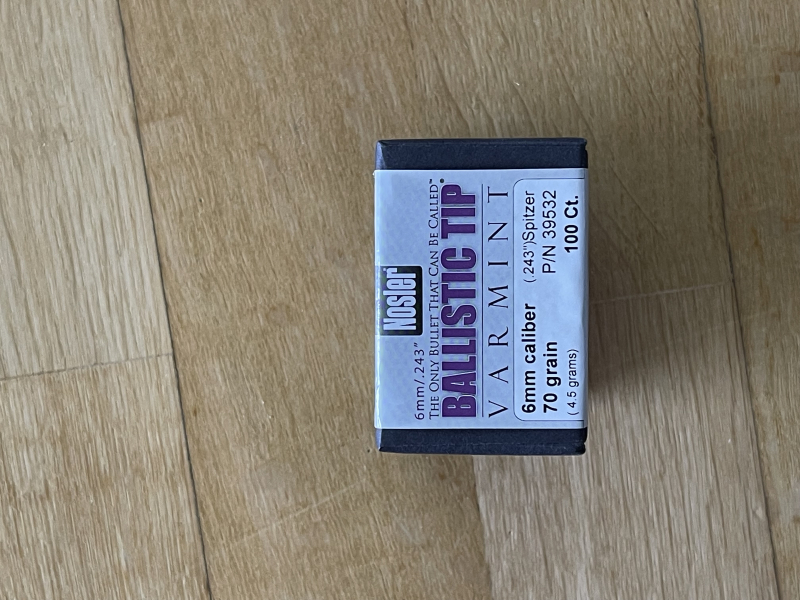 Nosler®
6mm/.243"
THE ONLY BULLET THAT CAN BE CALLED™
BALLISTIC TIP®
VARMINT
6mm caliber (.243")Spitzer
70 grain P/N 39532
(4.5 grams) 100 Ct.